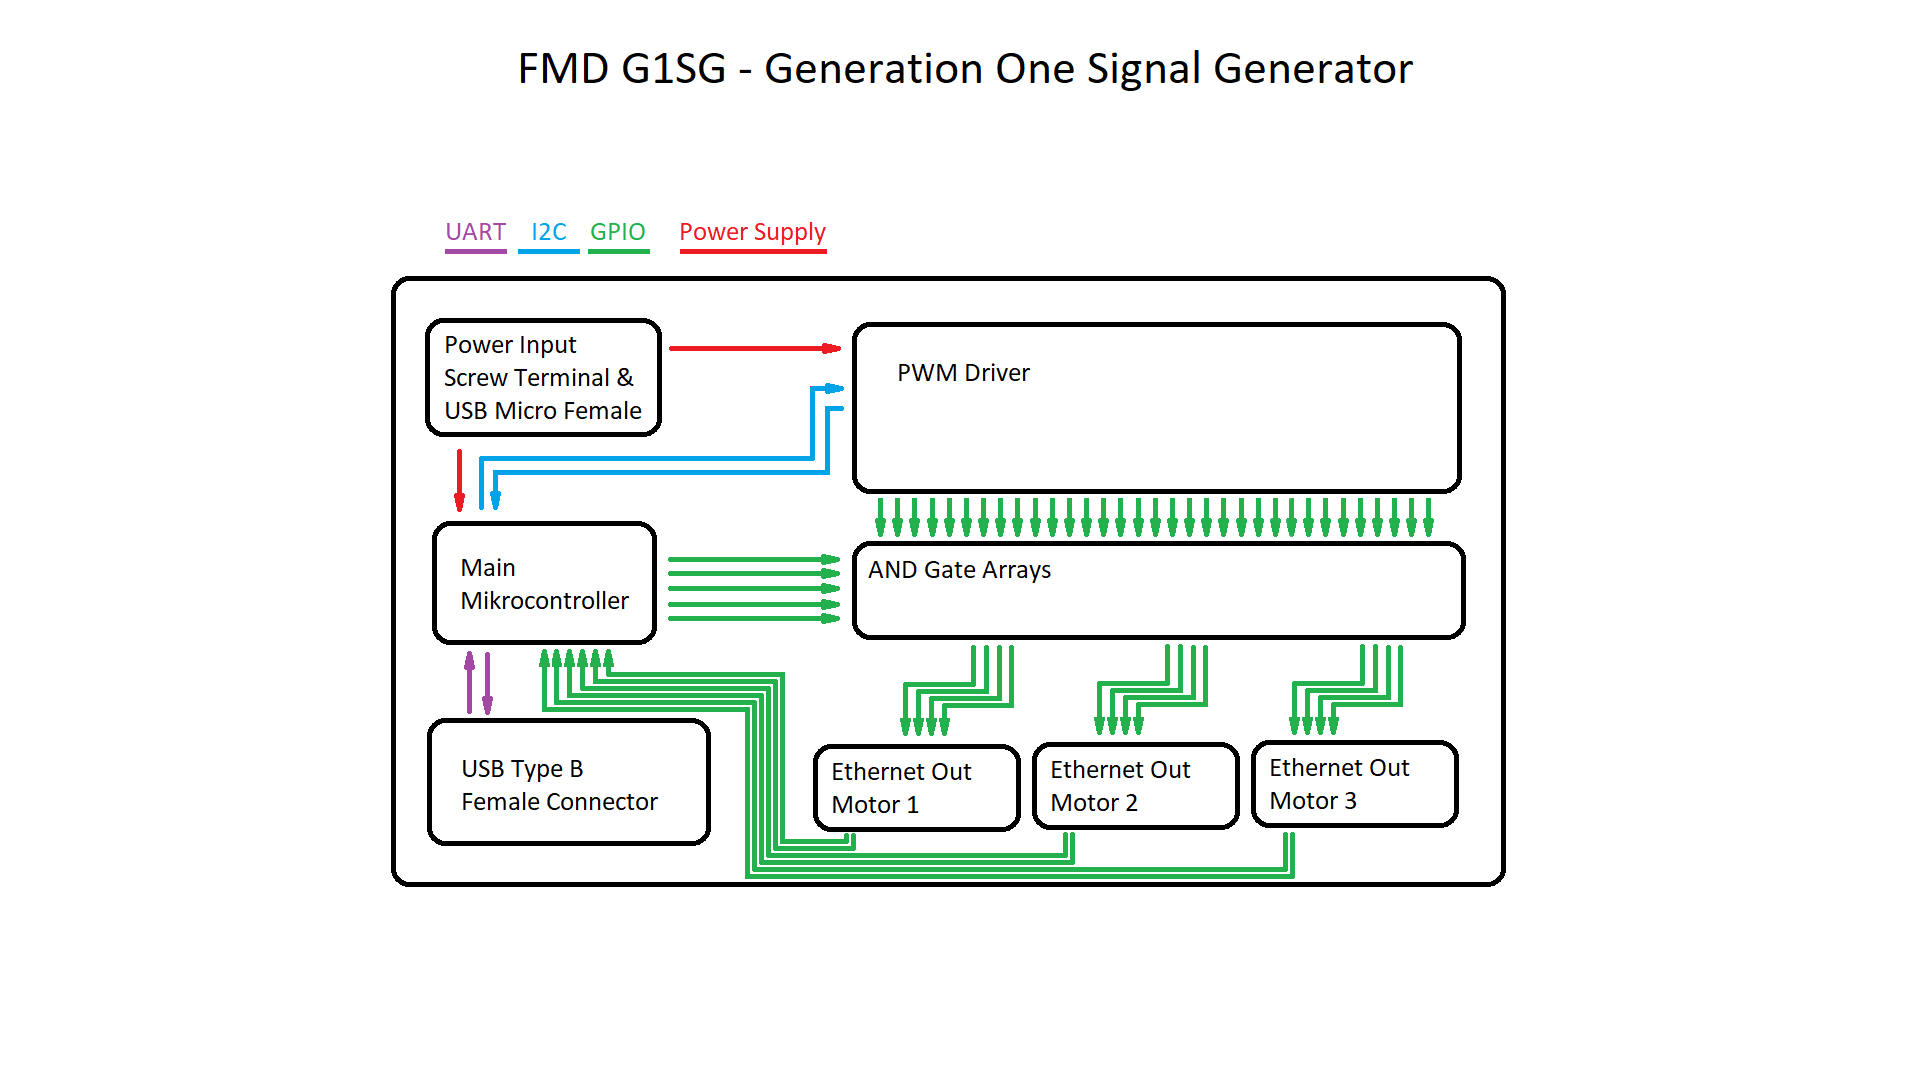 FMD G1SG - Generation One Signal Generator
UART I2C GPIO Power Supply
Power Input
Screw Terminal &
USB Micro Female
PWM Driver
Main
Mikrocontroller
AND Gate Arrays
USB Type B
Female Connector
Ethernet Out
Motor 1
Ethernet Out
Motor 2
Ethernet Out
Motor 3